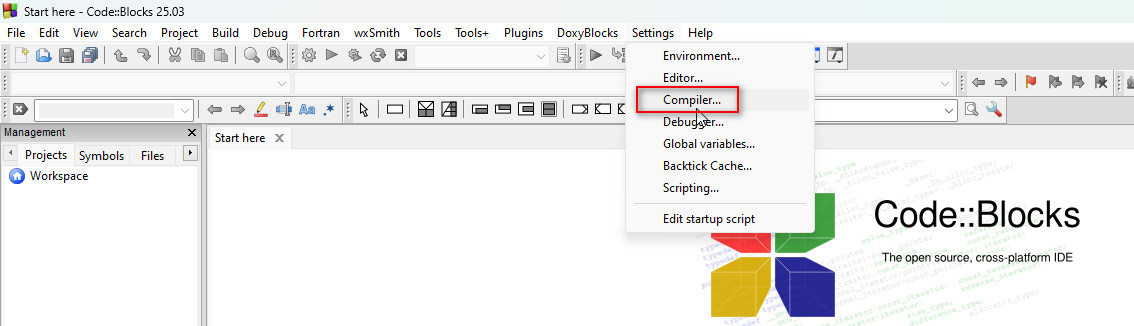 Start here - Code::Blocks 25.03
File Edit View Search Project Build Debug Fortran wxSmith Tools Tools+ Plugins DoxyBlocks Settings Help
Environment...
Editor...
Compiler...
Debugger...
Global variables...
Backtick Cache...
Scripting...
Edit startup script
Aa .*
Management
Projects Symbols Files
Workspace
Start here
Code::Blocks
The open source, cross-platform IDE